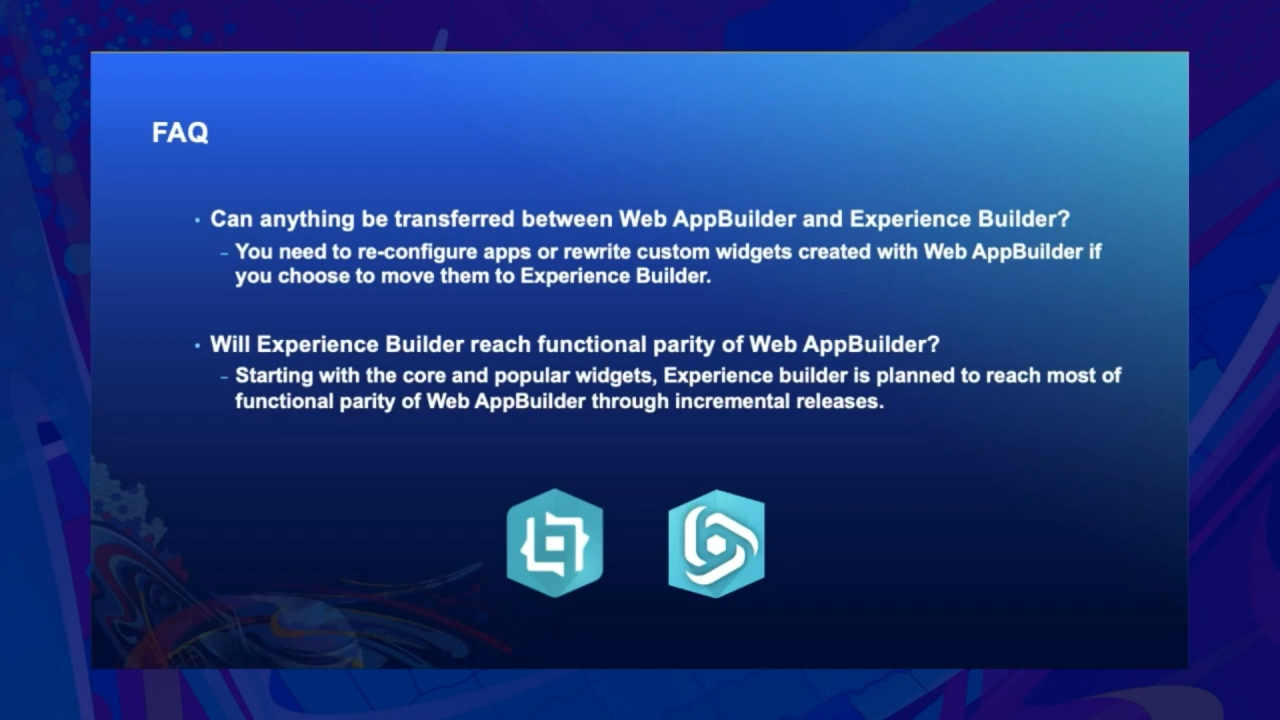 FAQ
• Can anything be transferred between Web AppBuilder and Experience Builder?
– You need to re-configure apps or rewrite custom widgets created with Web AppBuilder if
you choose to move them to Experience Builder.
• Will Experience Builder reach functional parity of Web AppBuilder?
– Starting with the core and popular widgets, Experience builder is planned to reach most of
functional parity of Web AppBuilder through incremental releases.